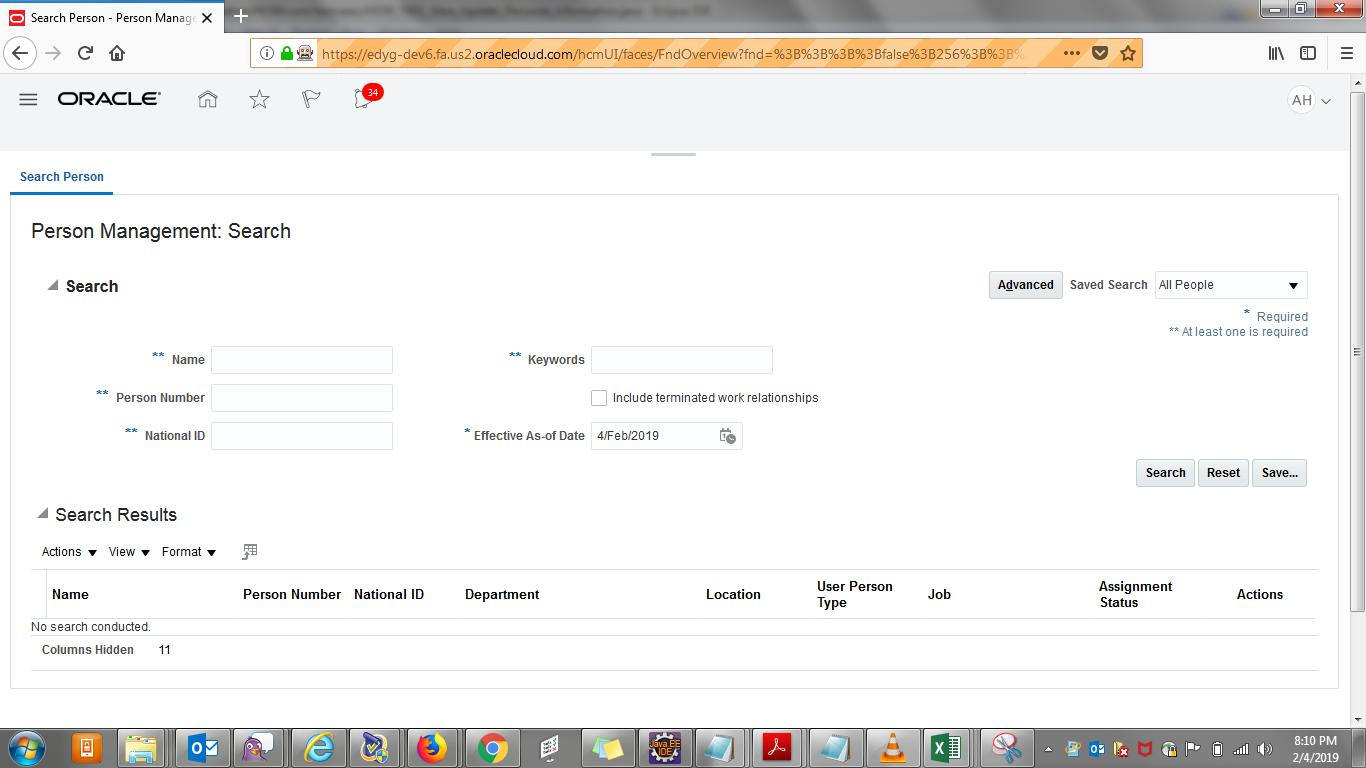 Search Person - Person Manage
https://edyg-dev6.fa.us2.oraclecloud.com/hcmUI/faces/FndOverview?fnd=%3B%3B%3B%3Bfalse%3B256%3B%3B%
ORACLE
34
AH
Search Person
Person Management: Search
Search
Advanced Saved Search All People
* Required
** At least one is required
** Name ** Keywords
** Person Number Include terminated work relationships
** National ID * Effective As-of Date 4/Feb/2019
Search Reset Save...
Search Results
Actions View Format
Name Person Number National ID Department Location User Person Type Job Assignment Status Actions
No search conducted.
Columns Hidden 11
Java EE
IDE
8:10 PM
2/4/2019